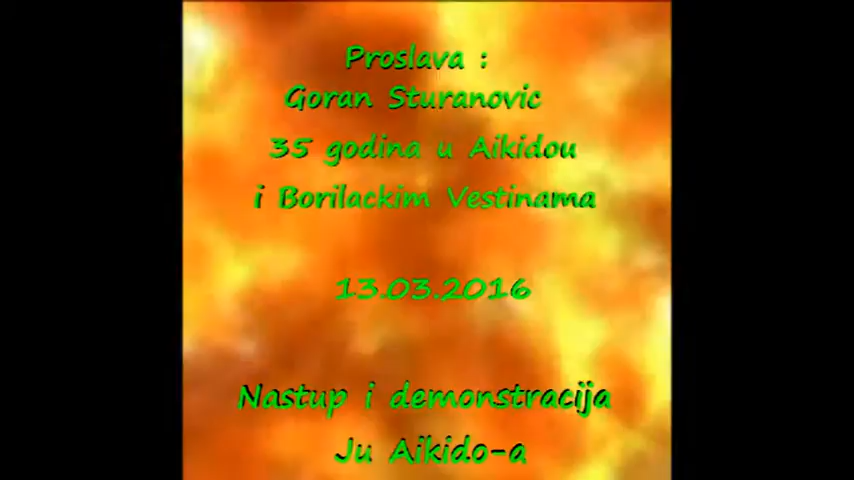 Proslava :
Goran Sturanovic
35 godina u Aikidou
i Borilackim Vestinama
13.03.2016
Nastup i demonstracija
Ju Aikido-a